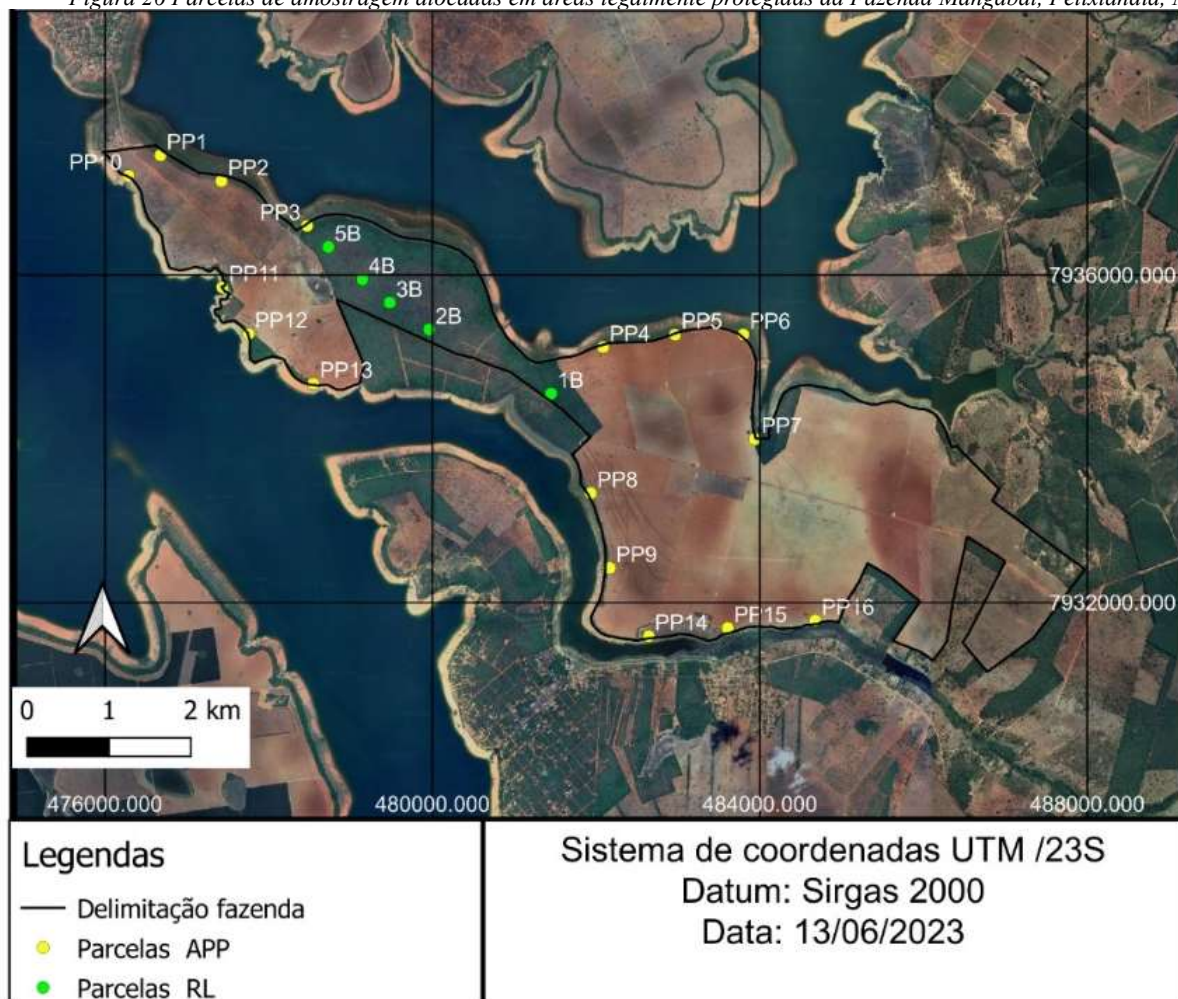 Figura 20 Parcelas de amostragem alocadas em áreas legalmente protegidas da Fazenda Mangabal, Felixlândia,
PP1
PP10
PP2
PP3
5B
PP11
4B
7936000.000
3B
PP12
2B
PP4
PP5
PP6
PP13
1B
PP7
PP8
PP9
7932000.000
PP14
PP15
PP16
0 1 2 km
476000.000
480000.000
484000.000
488000.000
Legendas
Delimitação fazenda
Parcelas APP
Parcelas RL
Sistema de coordenadas UTM /23S
Datum: Sirgas 2000
Data: 13/06/2023